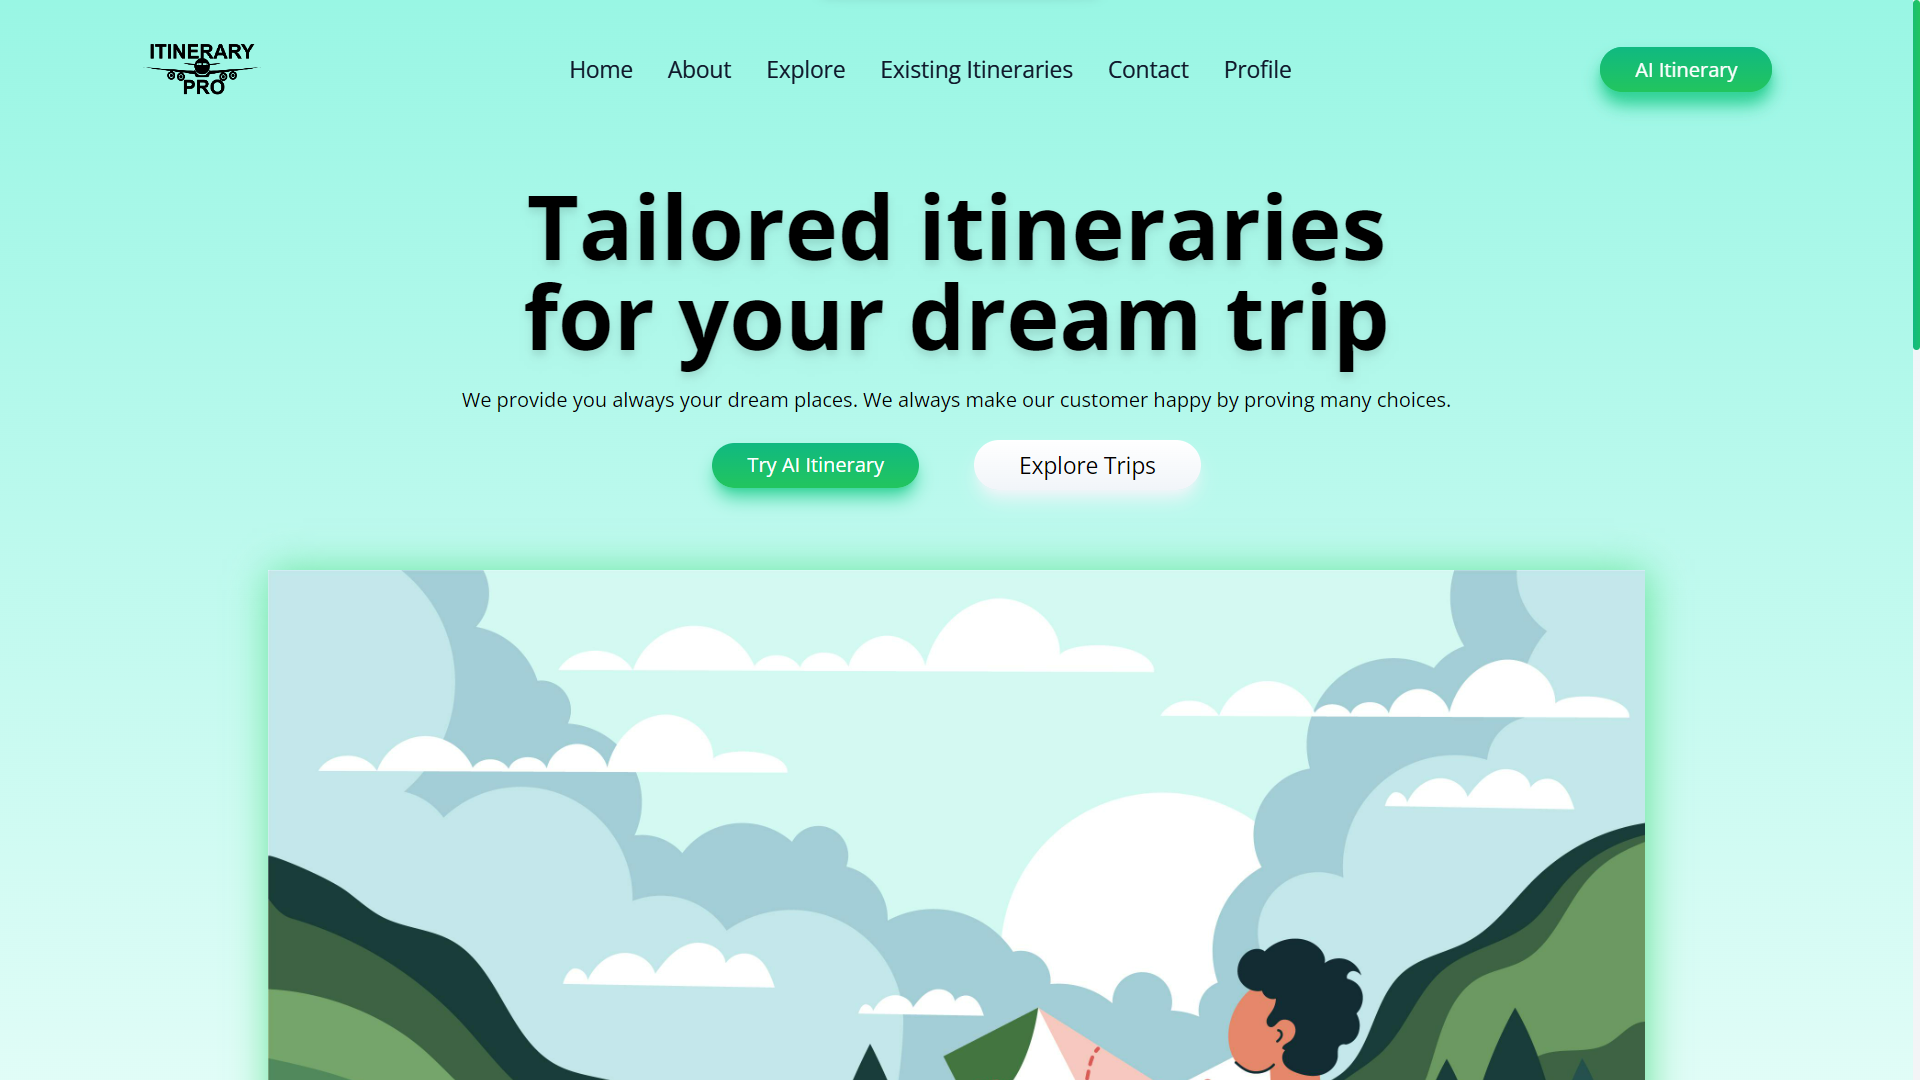 ITINERARY
PRO
Home About Explore Existing Itineraries Contact Profile
AI Itinerary
Tailored itineraries
for your dream trip
We provide you always your dream places. We always make our customer happy by proving many choices.
Try AI Itinerary
Explore Trips